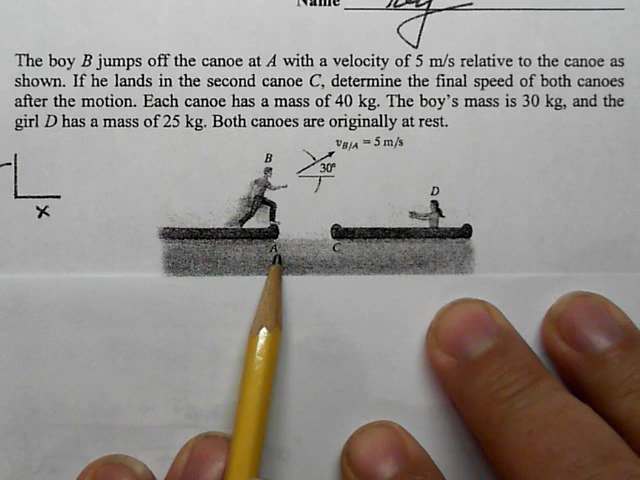 Name
The boy B jumps off the canoe at A with a velocity of 5 m/s relative to the canoe as
shown. If he lands in the second canoe C, determine the final speed of both canoes
after the motion. Each canoe has a mass of 40 kg. The boy's mass is 30 kg, and the
girl D has a mass of 25 kg. Both canoes are originally at rest.
v_B/A = 5 m/s
B
30°
D
x
A
C